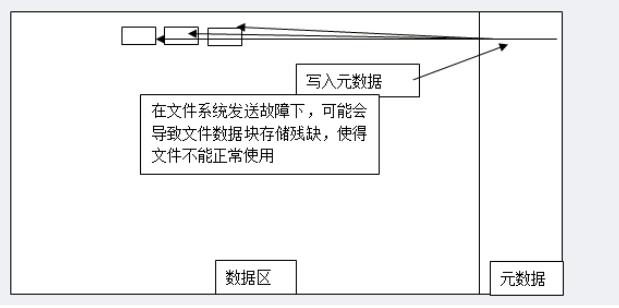 写入元数据
在文件系统发送故障下，可能会
导致文件数据块存储残缺，使得
文件不能正常使用
数据区
元数据